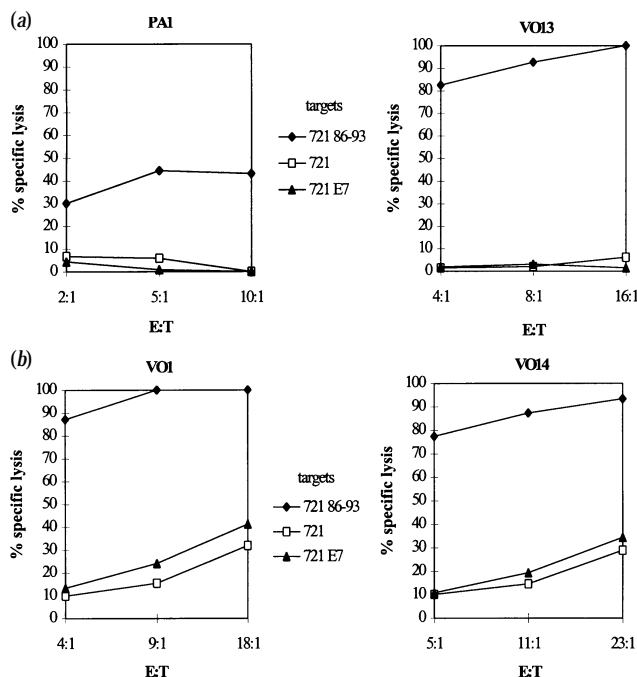 (a)
PA1
100
90
80
70
60
50
40
30
20
10
0
% specific lysis
2:1 5:1 10:1
E:T
targets
721 86-93
721
721 E7
VO13
100
90
80
70
60
50
40
30
20
10
0
% specific lysis
4:1 8:1 16:1
E:T
(b)
VO1
100
90
80
70
60
50
40
30
20
10
0
% specific lysis
4:1 9:1 18:1
E:T
targets
721 86-93
721
721 E7
VO14
100
90
80
70
60
50
40
30
20
10
0
% specific lysis
5:1 11:1 23:1
E:T